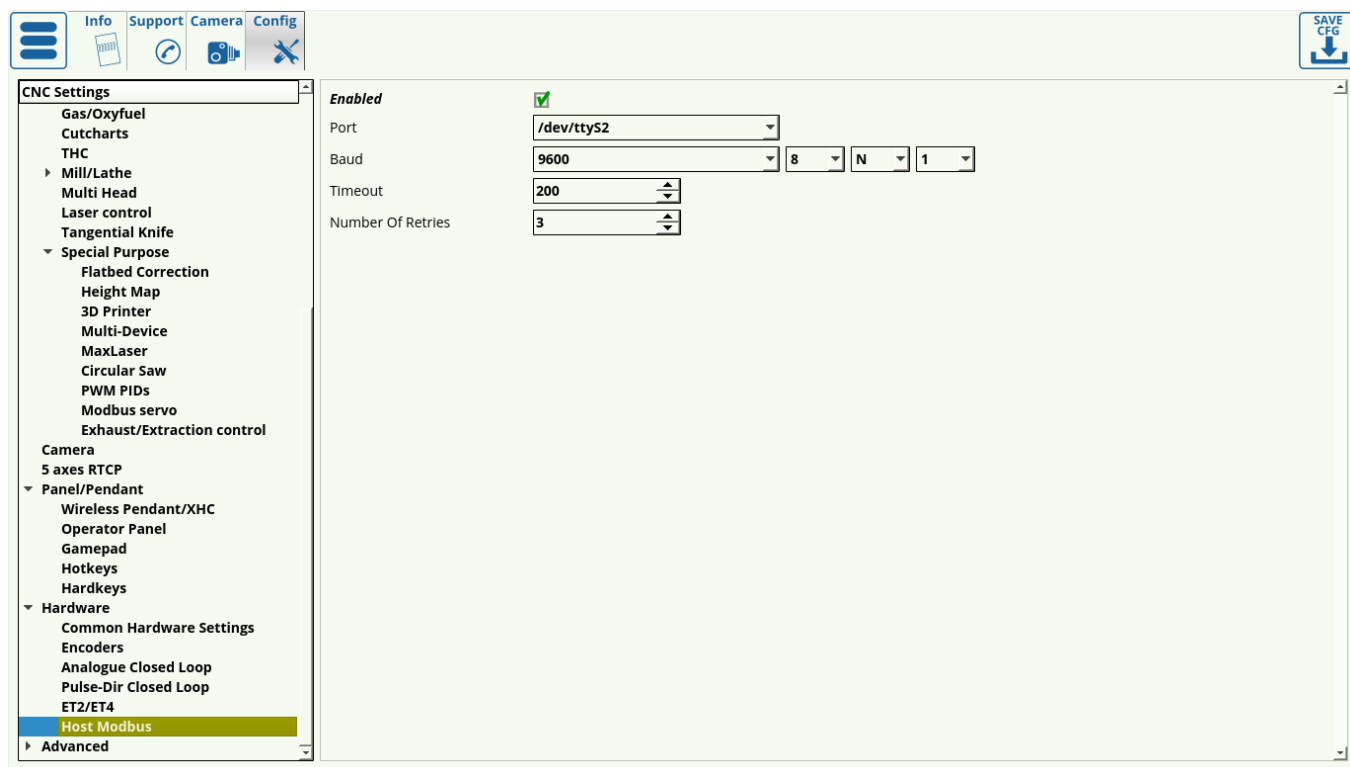 Info Support Camera Config
SAVE
CFG
CNC Settings
Gas/Oxyfuel
Cutcharts
THC
Mill/Lathe
Multi Head
Laser control
Tangential Knife
Special Purpose
Flatbed Correction
Height Map
3D Printer
Multi-Device
MaxLaser
Circular Saw
PWM PIDs
Modbus servo
Exhaust/Extraction control
Camera
5 axes RTCP
Panel/Pendant
Wireless Pendant/XHC
Operator Panel
Gamepad
Hotkeys
Hardkeys
Hardware
Common Hardware Settings
Encoders
Analogue Closed Loop
Pulse-Dir Closed Loop
ET2/ET4
Host Modbus
Advanced
Enabled
Port /dev/ttyS2
Baud 9600 8 N 1
Timeout 200
Number Of Retries 3